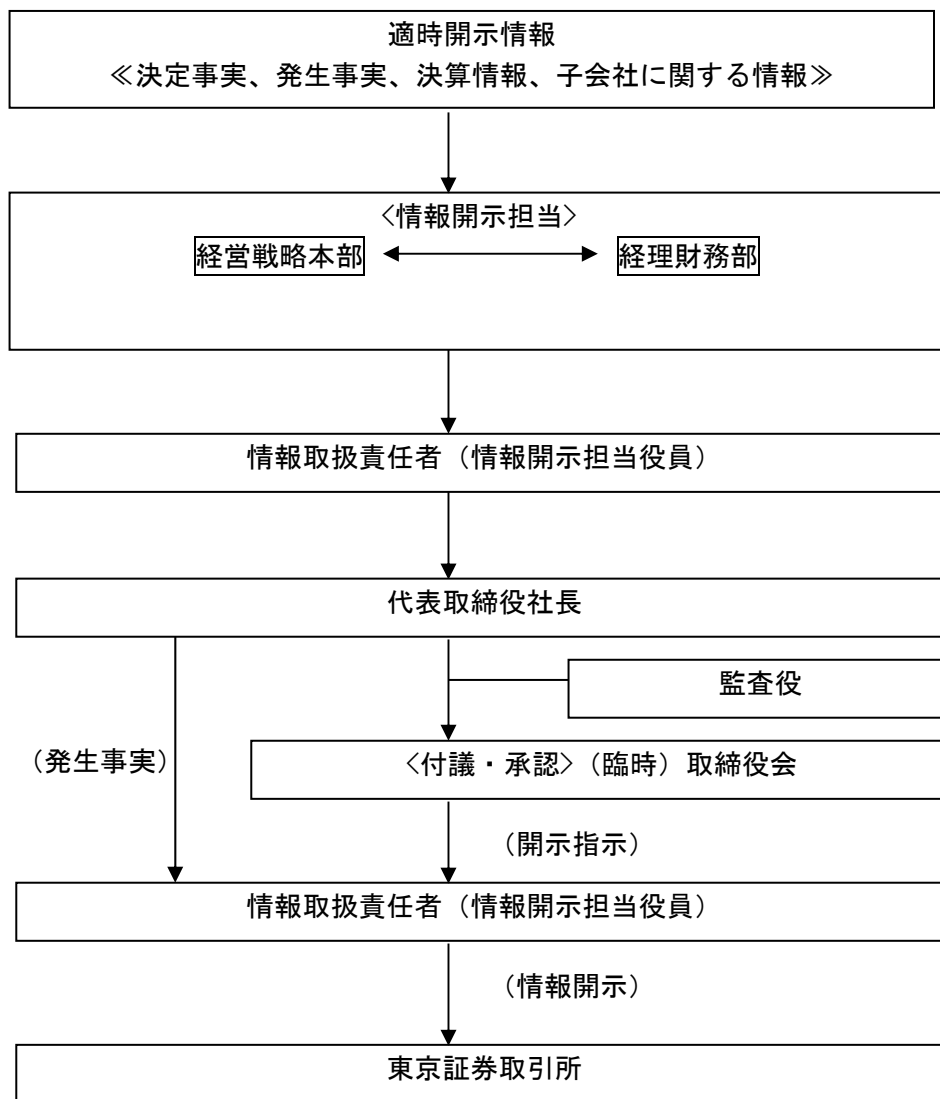 適時開示情報
≪決定事実、発生事実、決算情報、子会社に関する情報≫
<情報開示担当>
経営戦略本部
経理財務部
情報取扱責任者（情報開示担当役員）
代表取締役社長
監査役
（発生事実）
<付議・承認>（臨時）取締役会
（開示指示）
情報取扱責任者（情報開示担当役員）
（情報開示）
東京証券取引所